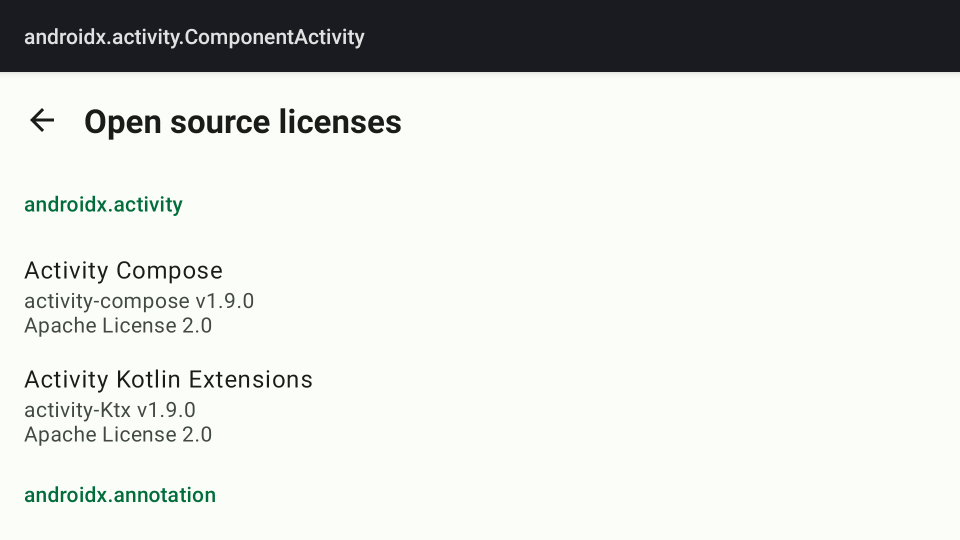 androidx.activity.ComponentActivity
Open source licenses
androidx.activity
Activity Compose
activity-compose v1.9.0
Apache License 2.0
Activity Kotlin Extensions
activity-Ktx v1.9.0
Apache License 2.0
androidx.annotation